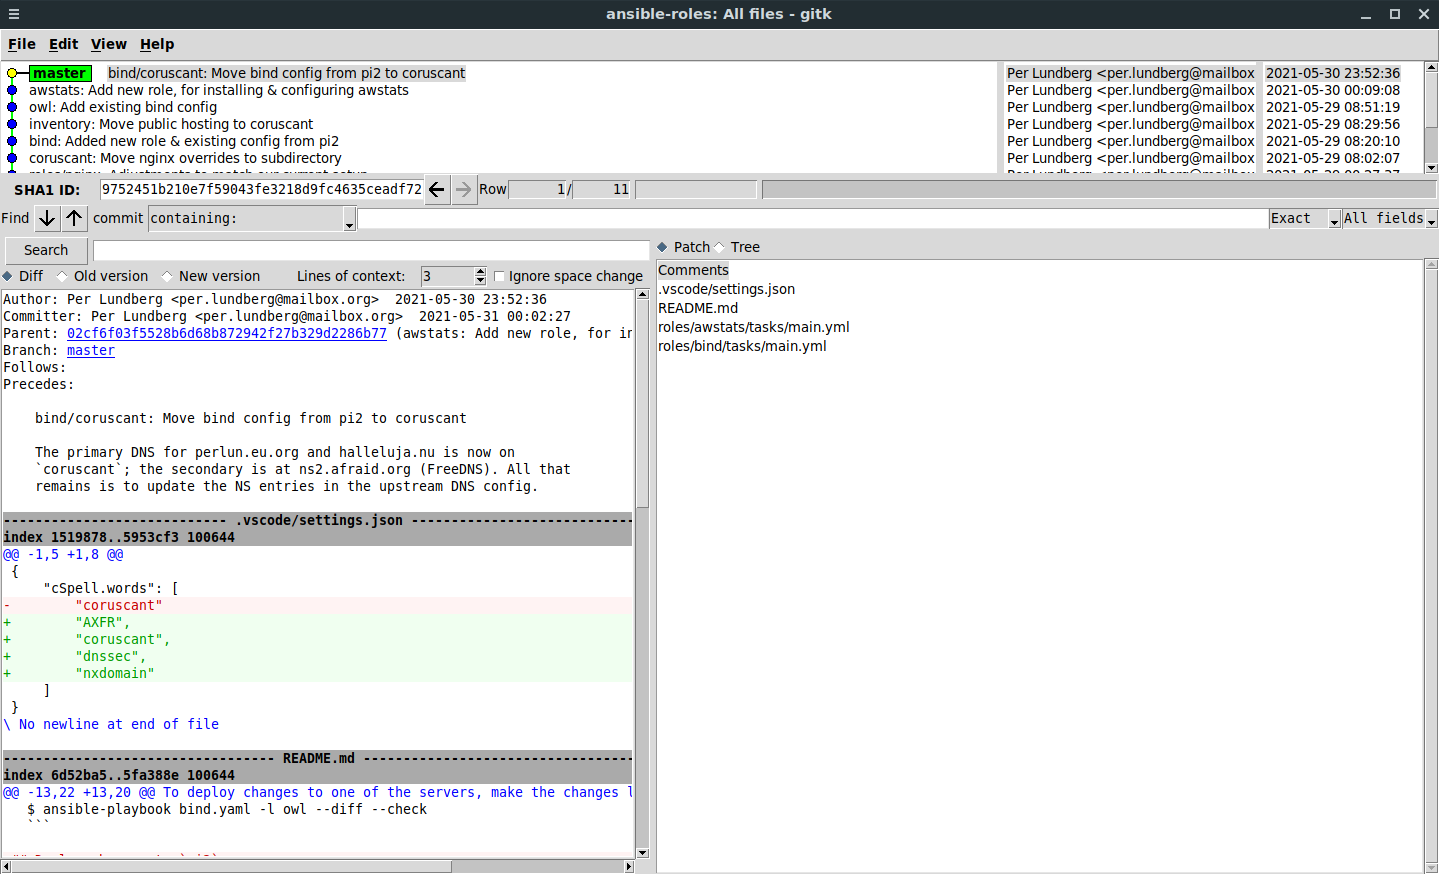 ansible-roles: All files - gitk
File Edit View Help
master bind/coruscant: Move bind config from pi2 to coruscant Per Lundberg <per.lundberg@mailbox 2021-05-30 23:52:36
awstats: Add new role, for installing & configuring awstats Per Lundberg <per.lundberg@mailbox 2021-05-30 00:09:08
owl: Add existing bind config Per Lundberg <per.lundberg@mailbox 2021-05-29 08:51:19
inventory: Move public hosting to coruscant Per Lundberg <per.lundberg@mailbox 2021-05-29 08:29:56
bind: Added new role & existing config from pi2 Per Lundberg <per.lundberg@mailbox 2021-05-29 08:20:10
coruscant: Move nginx overrides to subdirectory Per Lundberg <per.lundberg@mailbox 2021-05-29 08:02:07
SHA1 ID: 9752451b210e7f59043fe3218d9fc4635ceadf72 Row 1 / 11
Find commit containing: Exact All fields
Search
Diff Old version New version Lines of context: 3 Ignore space change
Author: Per Lundberg <per.lundberg@mailbox.org>  2021-05-30 23:52:36
Committer: Per Lundberg <per.lundberg@mailbox.org>  2021-05-31 00:02:27
Parent: 02cf6f03f5528b6d68b872942f27b329d2286b77 (awstats: Add new role, for in
Branch: master
Follows:
Precedes:
bind/coruscant: Move bind config from pi2 to coruscant
The primary DNS for perlun.eu.org and halleluja.nu is now on
`coruscant`; the secondary is at ns2.afraid.org (FreeDNS). All that
remains is to update the NS entries in the upstream DNS config.
---------------------------- .vscode/settings.json ----------------------------
index 1519878..5953cf3 100644
@@ -1,5 +1,8 @@
{
"cSpell.words": [
- "coruscant"
+ "AXFR",
+ "coruscant",
+ "dnssec",
+ "nxdomain"
]
}
\ No newline at end of file
---------------------------------- README.md ----------------------------------
index 6d52ba5..5fa388e 100644
@@ -13,22 +13,20 @@ To deploy changes to one of the servers, make the changes l
$ ansible-playbook bind.yaml -l owl --diff --check
```
Patch Tree
Comments
.vscode/settings.json
README.md
roles/awstats/tasks/main.yml
roles/bind/tasks/main.yml